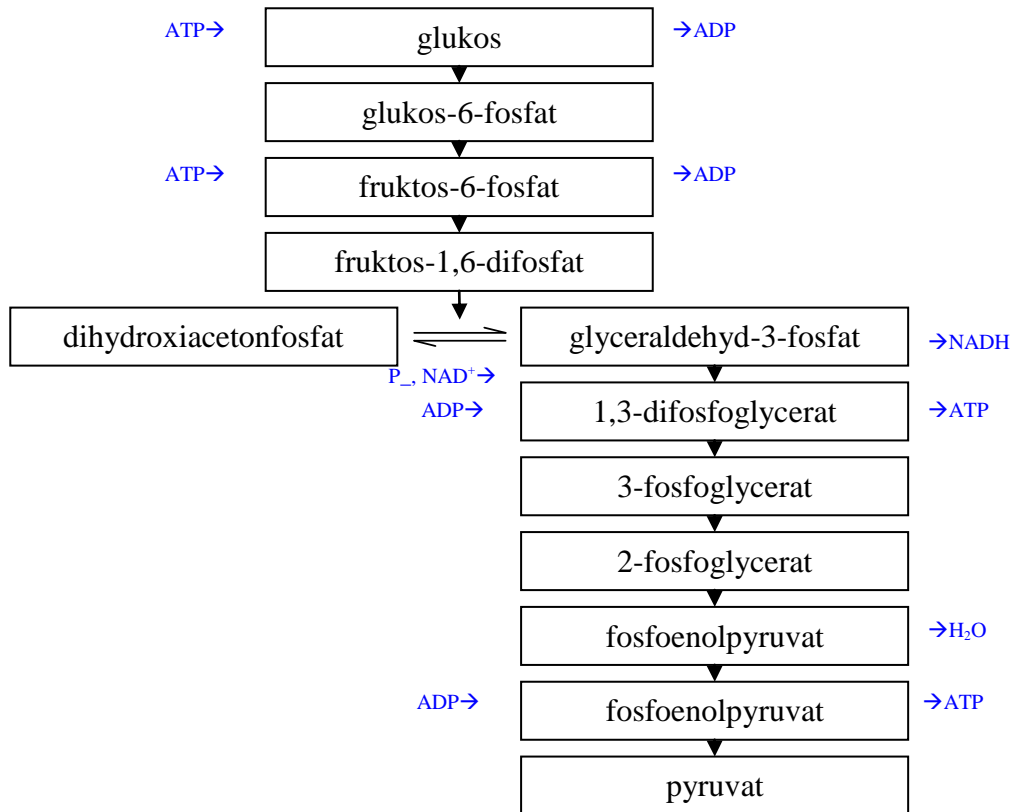 ATP→ glukos →ADP
glukos-6-fosfat
ATP→ fruktos-6-fosfat →ADP
fruktos-1,6-difosfat
dihydroxiacetonfosfat glyceraldehyd-3-fosfat →NADH
P_, NAD⁺→
ADP→ 1,3-difosfoglycerat →ATP
3-fosfoglycerat
2-fosfoglycerat
fosfoenolpyruvat →H₂O
ADP→ fosfoenolpyruvat →ATP
pyruvat